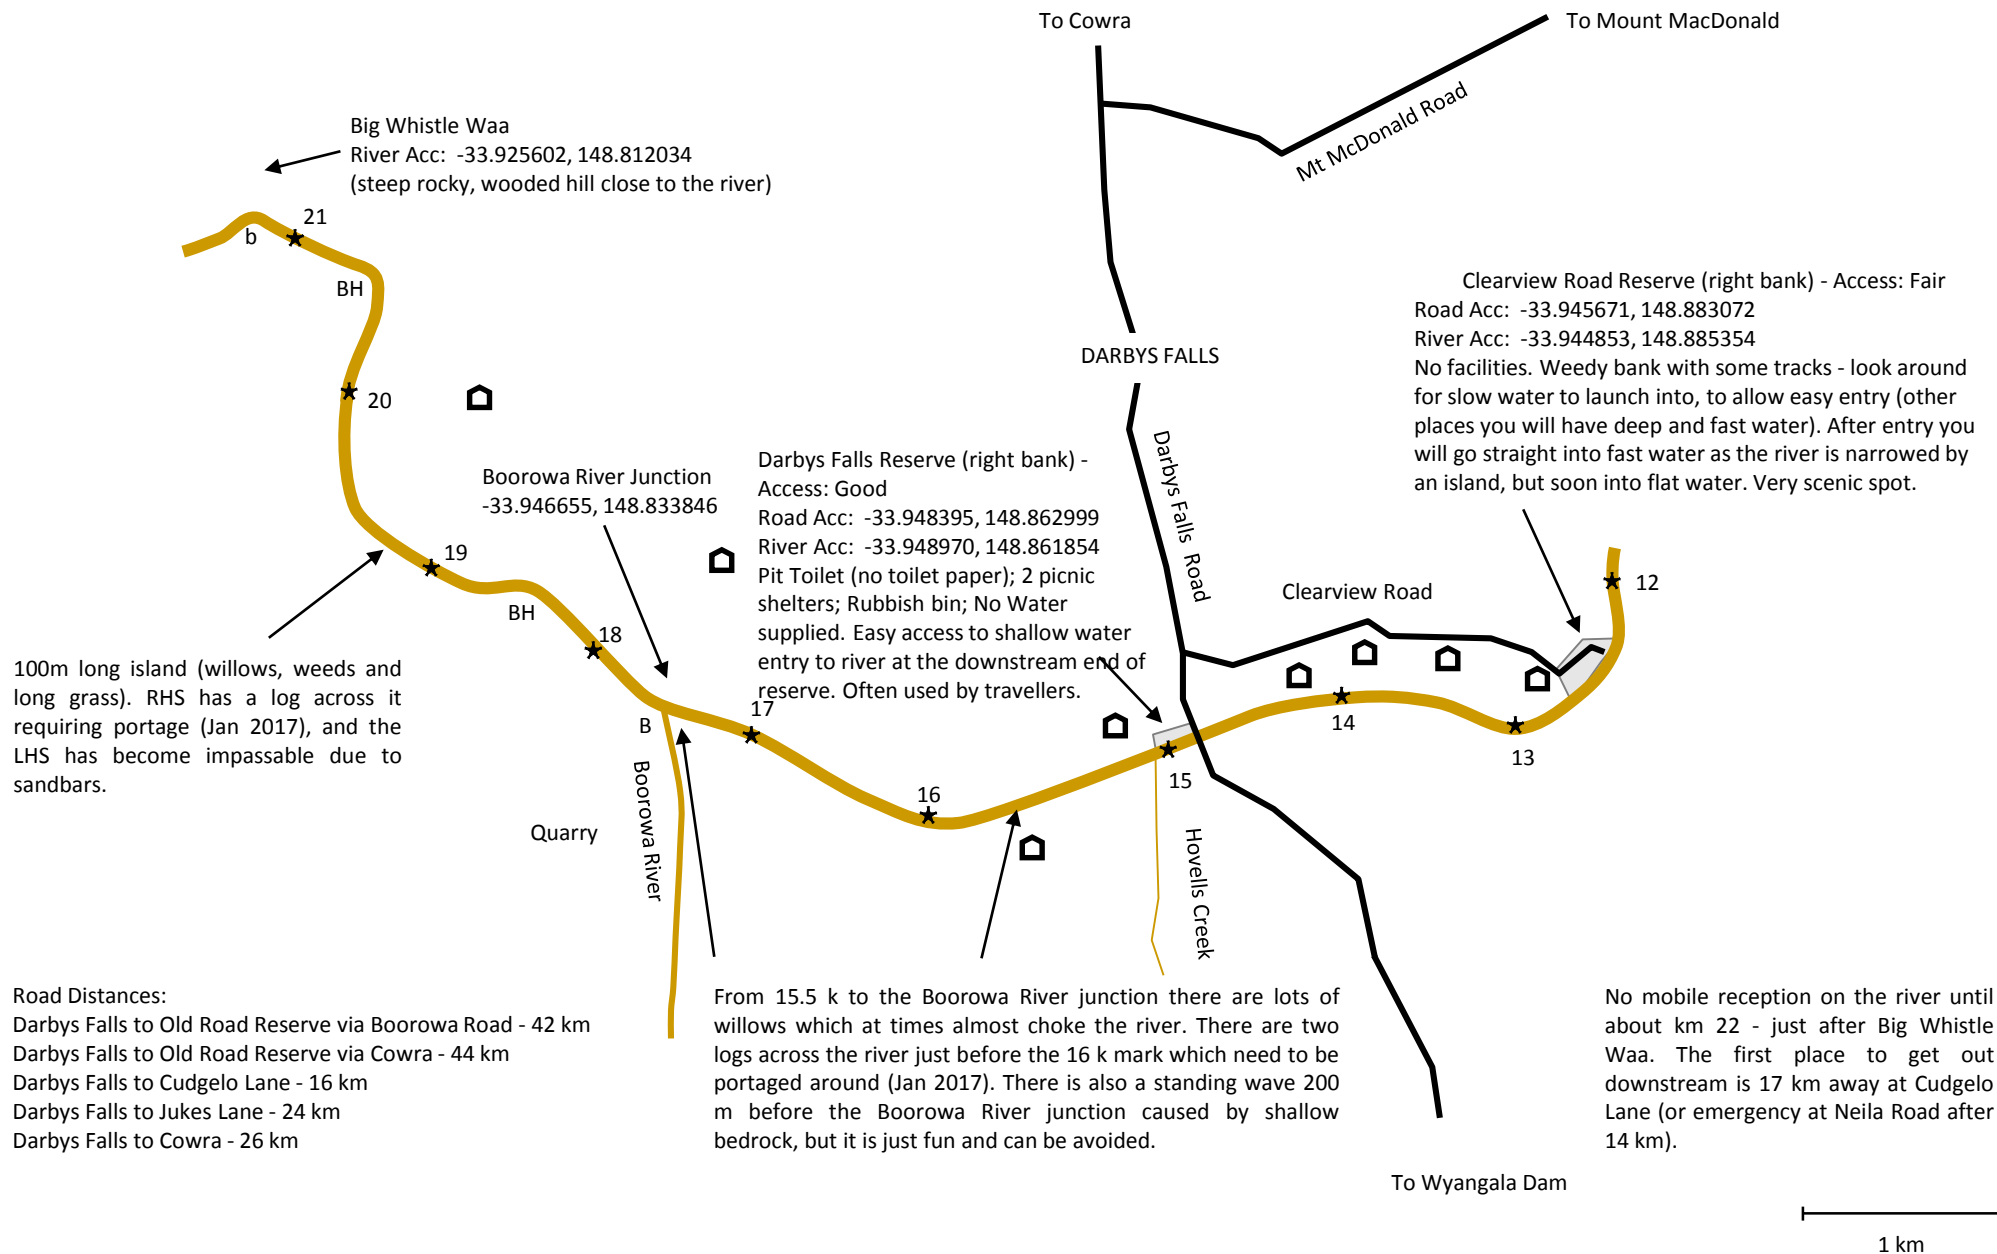 To Cowra
To Mount MacDonald
Mt McDonald Road
Big Whistle Waa
River Acc: -33.925602, 148.812034
(steep rocky, wooded hill close to the river)
21
b
BH
20
Clearview Road Reserve (right bank) - Access: Fair
Road Acc: -33.945671, 148.883072
River Acc: -33.944853, 148.885354
No facilities. Weedy bank with some tracks - look around
for slow water to launch into, to allow easy entry (other
places you will have deep and fast water). After entry you
will go straight into fast water as the river is narrowed by
an island, but soon into flat water. Very scenic spot.
DARBYS FALLS
Darbys Falls Road
Boorowa River Junction
-33.946655, 148.833846
Darbys Falls Reserve (right bank) -
Access: Good
Road Acc: -33.948395, 148.862999
River Acc: -33.948970, 148.861854
Pit Toilet (no toilet paper); 2 picnic
shelters; Rubbish bin; No Water
supplied. Easy access to shallow water
entry to river at the downstream end of
reserve. Often used by travellers.
19
BH
18
Clearview Road
12
100m long island (willows, weeds and
long grass). RHS has a log across it
requiring portage (Jan 2017), and the
LHS has become impassable due to
sandbars.
B
17
16
15
14
13
Quarry
Boorowa River
Hovells Creek
Road Distances:
Darbys Falls to Old Road Reserve via Boorowa Road - 42 km
Darbys Falls to Old Road Reserve via Cowra - 44 km
Darbys Falls to Cudgelo Lane - 16 km
Darbys Falls to Jukes Lane - 24 km
Darbys Falls to Cowra - 26 km
From 15.5 k to the Boorowa River junction there are lots of
willows which at times almost choke the river. There are two
logs across the river just before the 16 k mark which need to be
portaged around (Jan 2017). There is also a standing wave 200
m before the Boorowa River junction caused by shallow
bedrock, but it is just fun and can be avoided.
No mobile reception on the river until
about km 22 - just after Big Whistle
Waa. The first place to get out
downstream is 17 km away at Cudgelo
Lane (or emergency at Neila Road after
14 km).
To Wyangala Dam
1 km